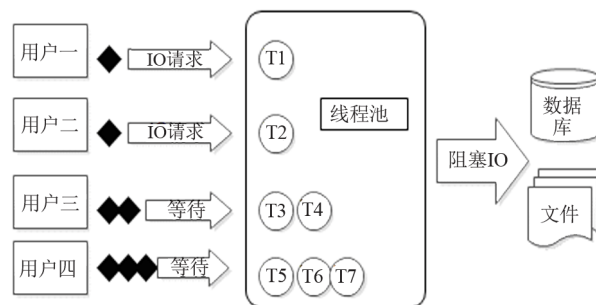 用户一
IO请求
T1
用户二
IO请求
T2
线程池
用户三
等待
T3
T4
用户四
等待
T5
T6
T7
阻塞IO
数据
库
文件